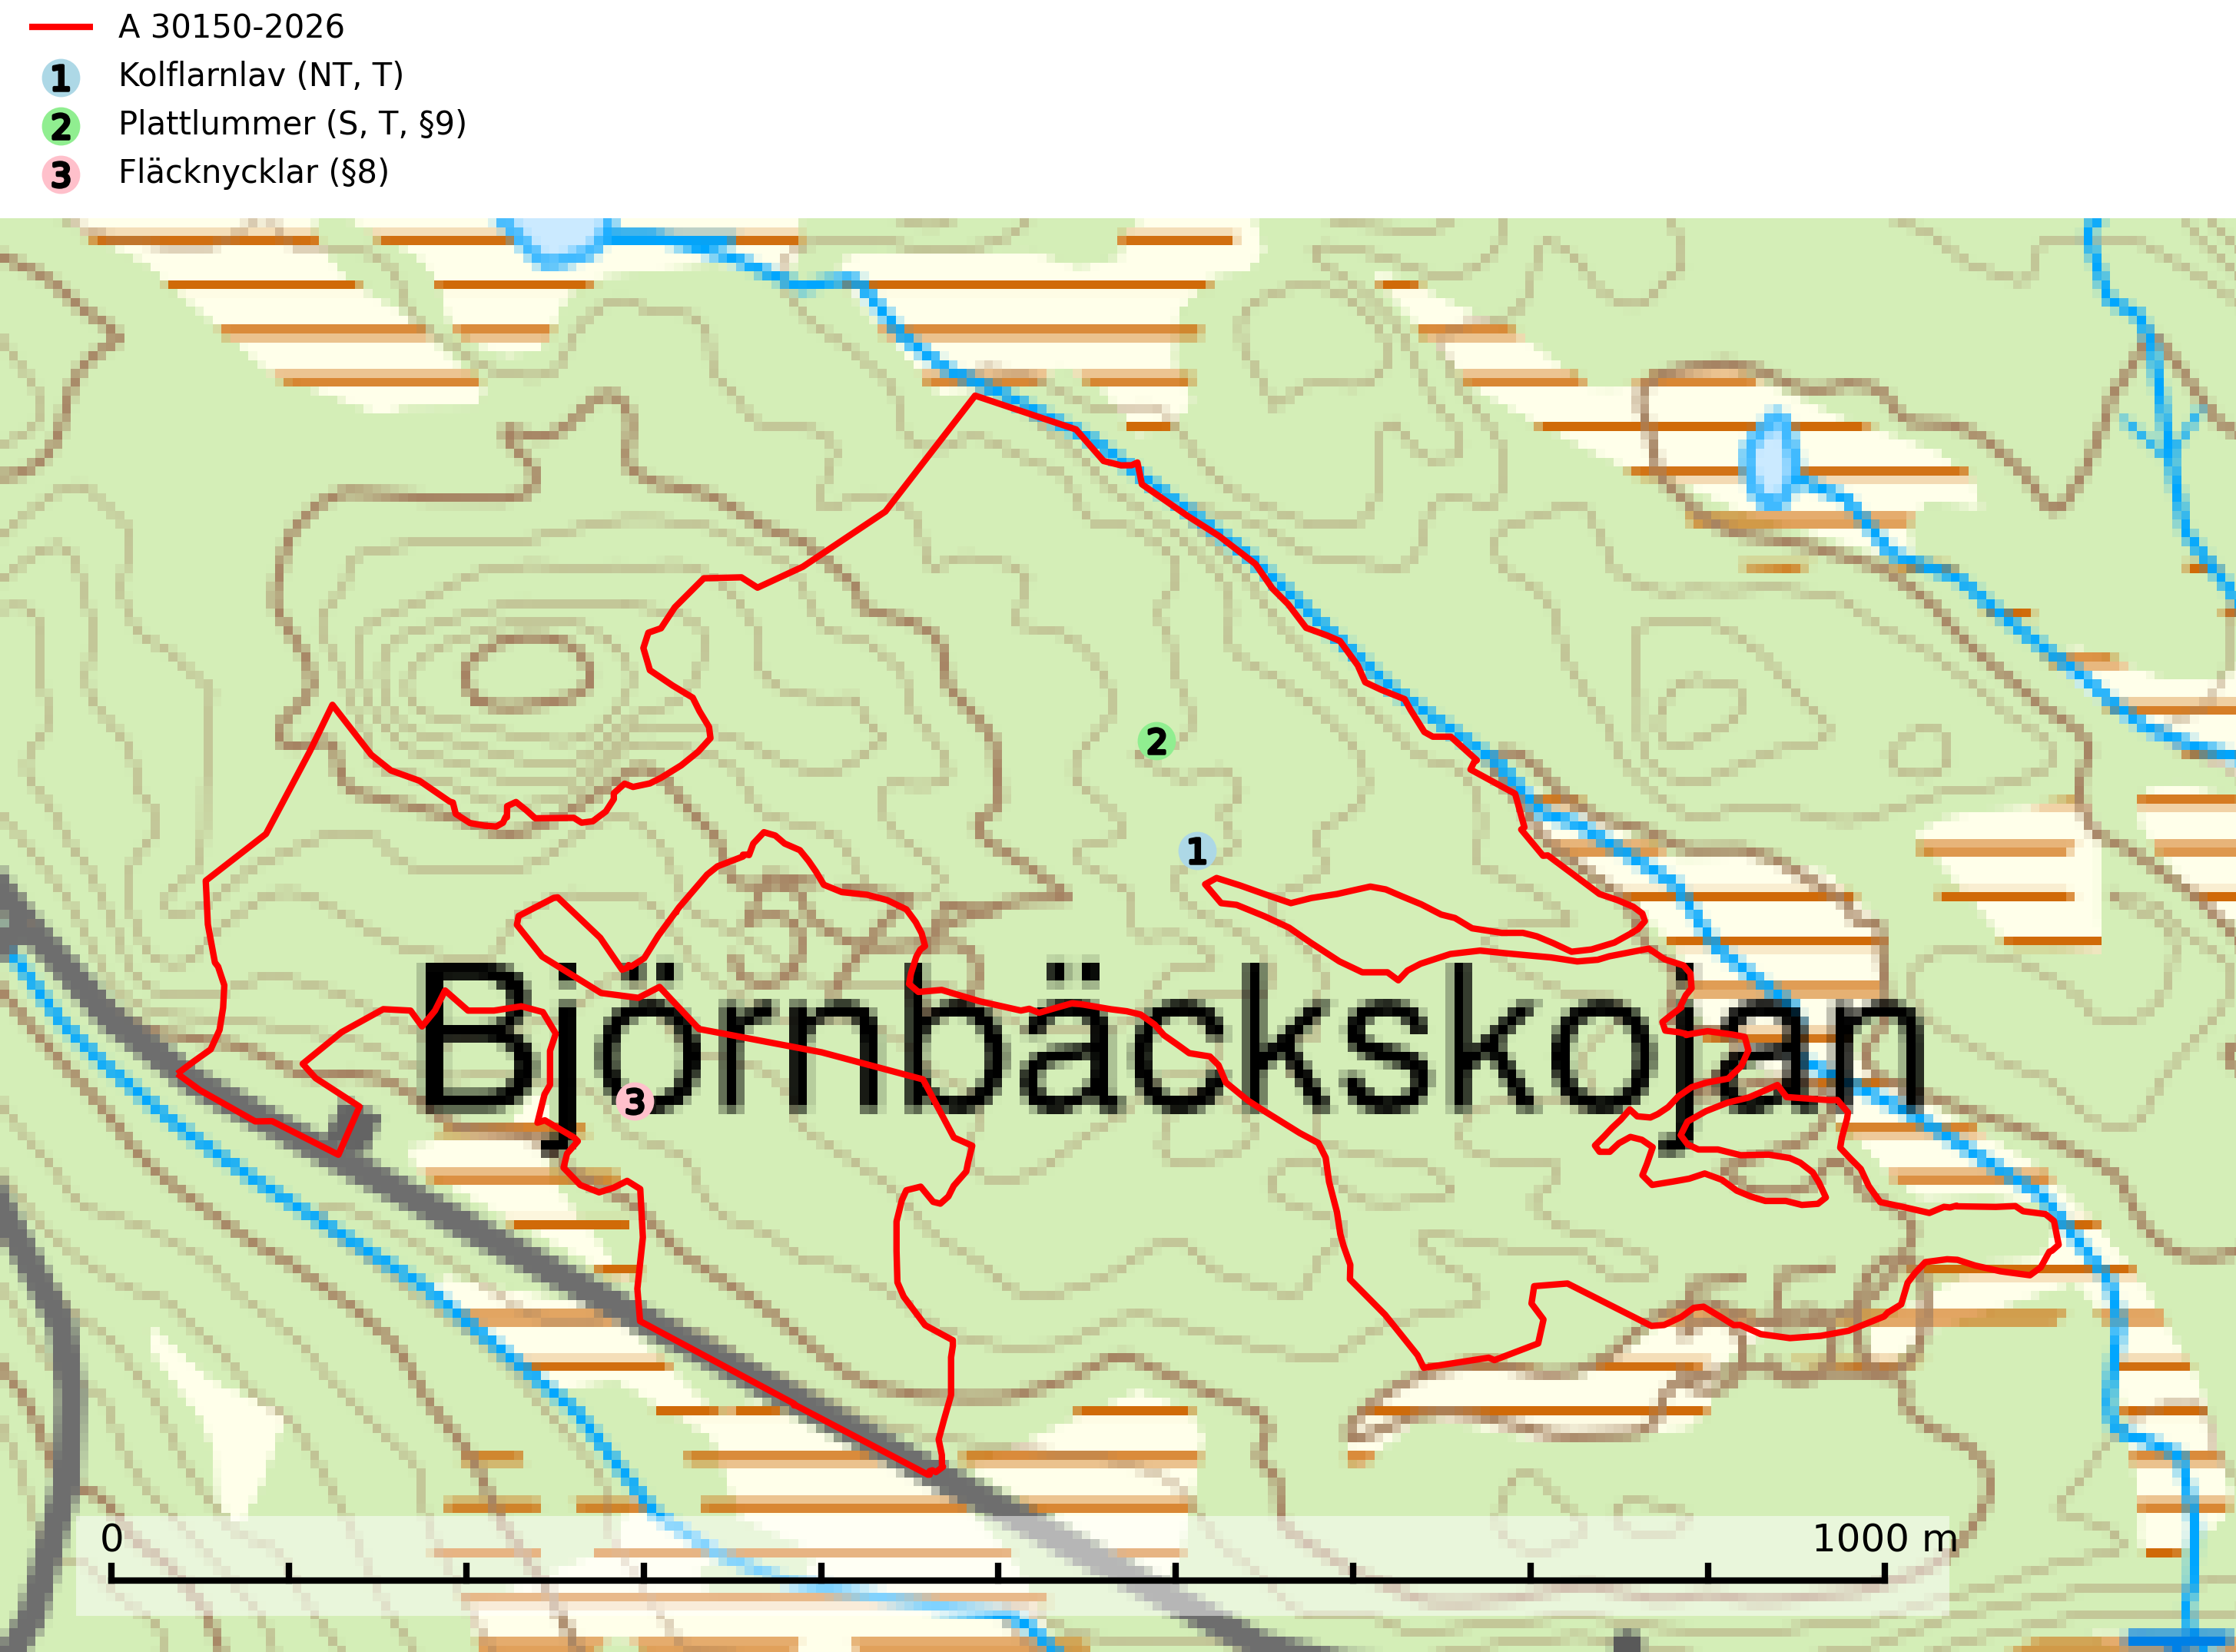 A 30150-2026
1 Kolflarnlav (NT, T)
2 Plattlummer (S, T, §9)
3 Fläcknycklar (§8)
2
1
Björnbäckskojan
3
0 1000 m